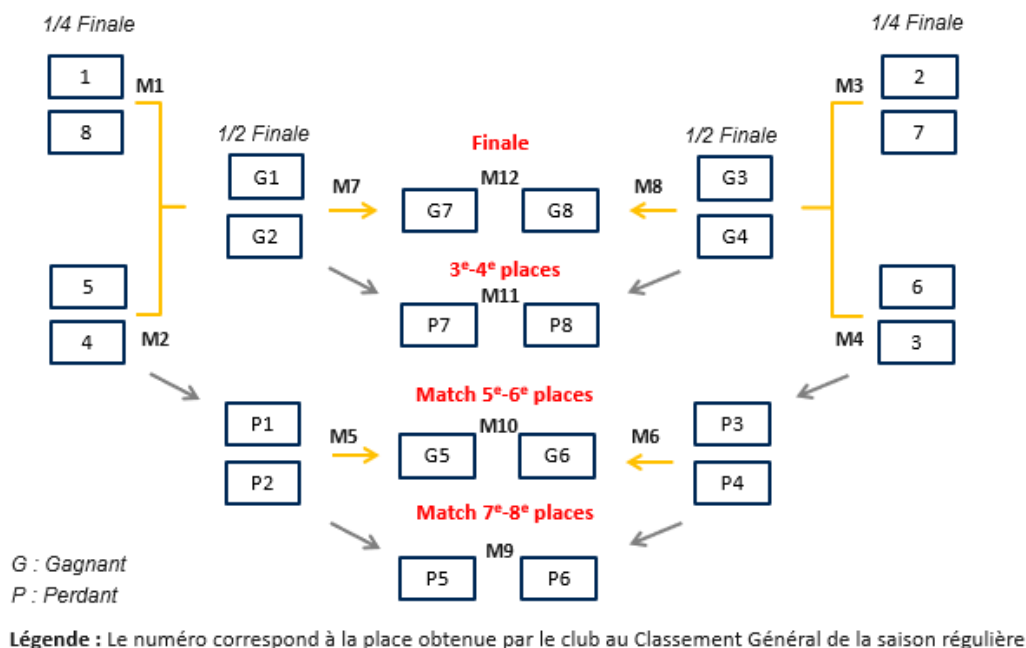 1/4 Finale
1/4 Finale
1
M1
8
M3
2
7
1/2 Finale
Finale
1/2 Finale
G1
M7
M12
M8
G3
G2
G7
G8
G4
3e-4e places
M11
5
P7
P8
6
4
M2
M4
3
Match 5e-6e places
P1
M5
M10
M6
P3
P2
G5
G6
P4
Match 7e-8e places
M9
P5
P6
G : Gagnant
P : Perdant
Légende : Le numéro correspond à la place obtenue par le club au Classement Général de la saison régulière